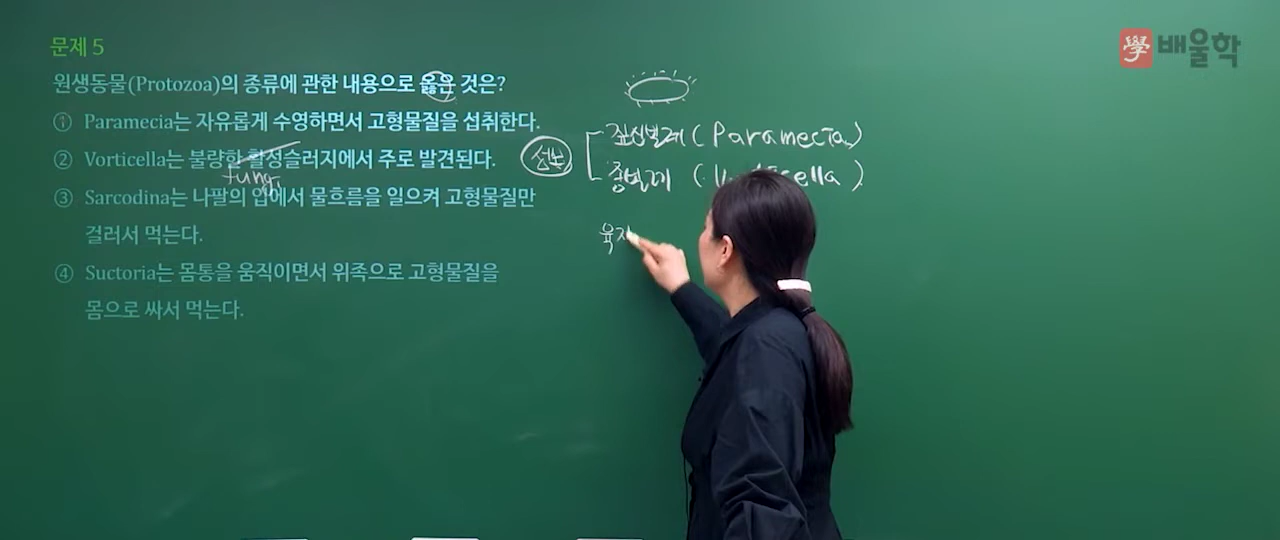 學 배울학
문제 5
원생동물(Protozoa)의 종류에 관한 내용으로 옳은 것은?
① Paramecia는 자유롭게 수영하면서 고형물질을 섭취한다.
② Vorticella는 불량한 활성슬러지에서 주로 발견된다.
fungi
③ Sarcodina는 나팔의 입에서 물흐름을 일으켜 고형물질만
걸러서 먹는다.
④ Suctoria는 몸통을 움직이면서 위족으로 고형물질을
몸으로 싸서 먹는다.
섬모
짚신벌레 (Paramecia)
종벌레 ( ticella )
육지